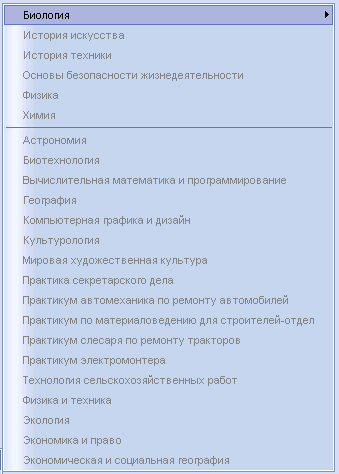 Биология
История искусства
История техники
Основы безопасности жизнедеятельности
Физика
Химия
Астрономия
Биотехнология
Вычислительная математика и программирование
География
Компьютерная графика и дизайн
Культурология
Мировая художественная культура
Практика секретарского дела
Практикум автомеханика по ремонту автомобилей
Практикум по материаловедению для строителей-отдел
Практикум слесаря по ремонту тракторов
Практикум электромонтера
Технология сельскохозяйственных работ
Физика и техника
Экология
Экономика и право
Экономическая и социальная география